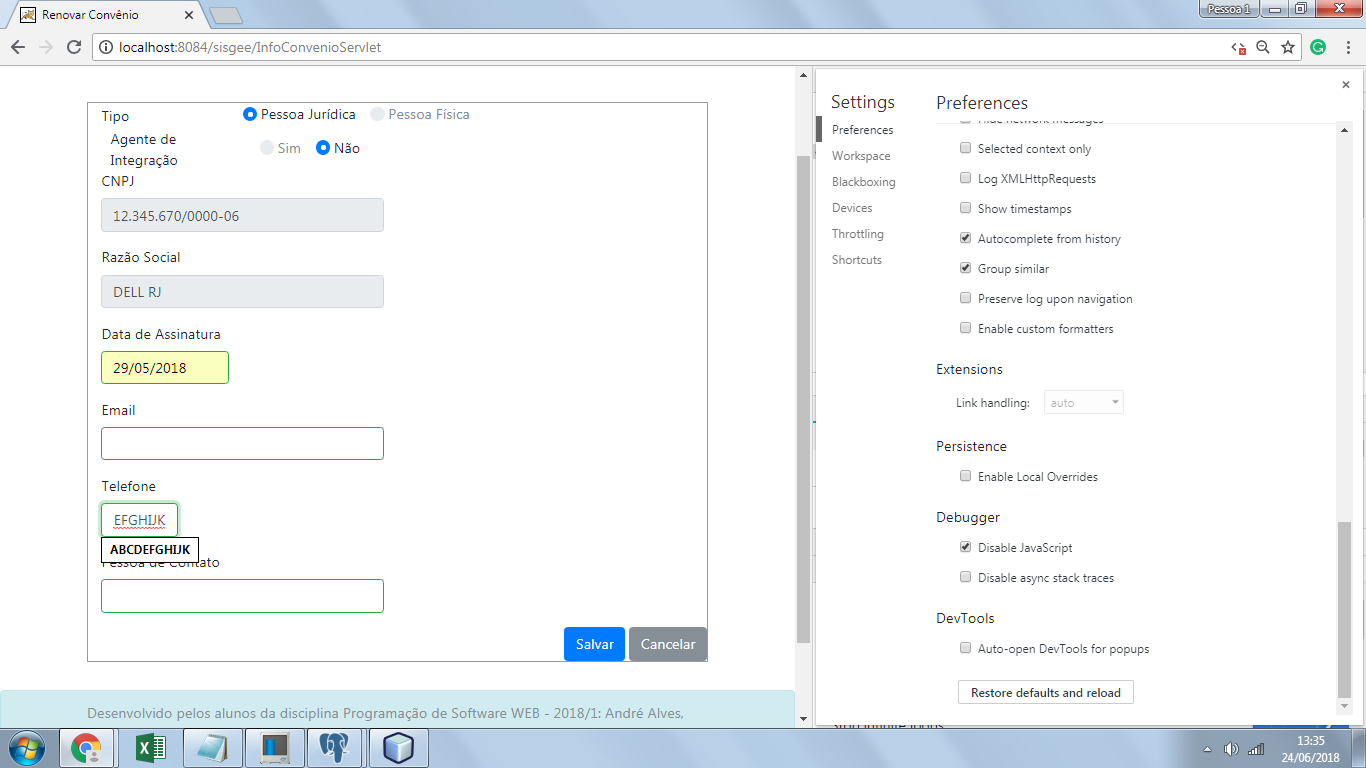 Renovar Convênio
Pessoa 1
localhost:8084/sisgee/InfoConvenioServlet
Tipo
Pessoa Jurídica
Pessoa Física
Agente de
Integração
Sim
Não
CNPJ
12.345.670/0000-06
Razão Social
DELL RJ
Data de Assinatura
29/05/2018
Email
Telefone
EFGHIJK
ABCDEFGHIJK
Pessoa de Contato
Salvar
Cancelar
Desenvolvido pelos alunos da disciplina Programação de Software WEB - 2018/1: André Alves,
Settings
Preferences
Workspace
Blackboxing
Devices
Throttling
Shortcuts
Preferences
Hide network messages
Selected context only
Log XMLHttpRequests
Show timestamps
Autocomplete from history
Group similar
Preserve log upon navigation
Enable custom formatters
Extensions
Link handling:
auto
Persistence
Enable Local Overrides
Debugger
Disable JavaScript
Disable async stack traces
DevTools
Auto-open DevTools for popups
Restore defaults and reload
13:35
24/06/2018